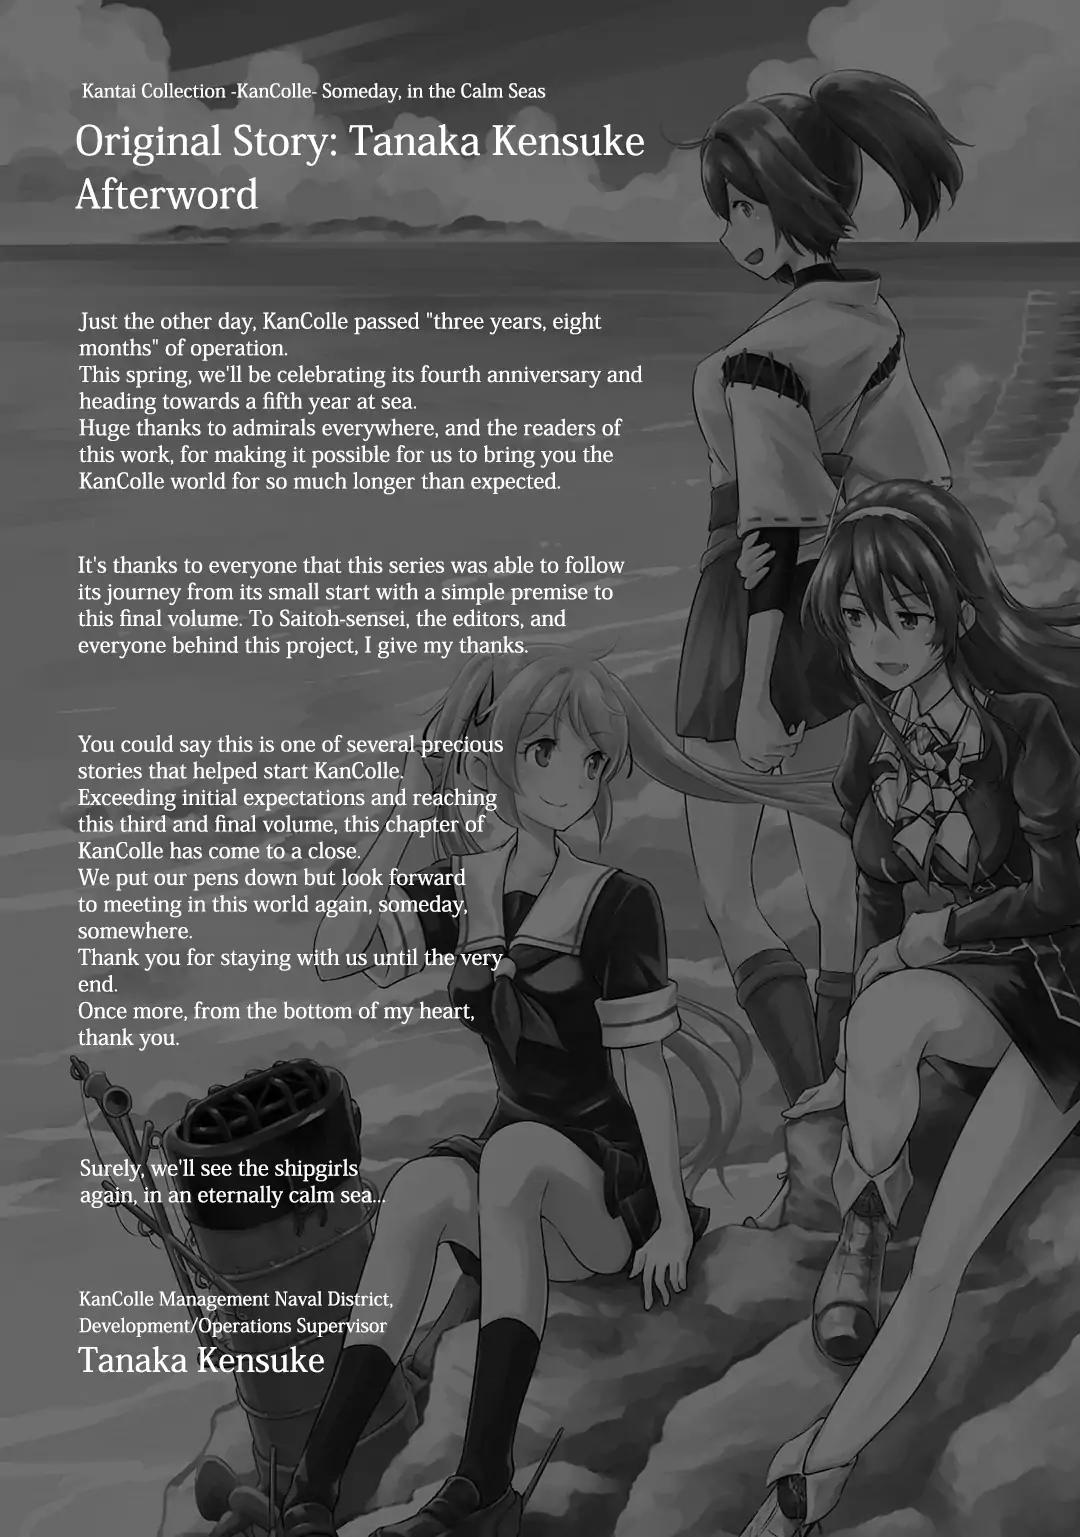 Kantai Collection -KanColle- Someday, in the Calm Seas
Original Story: Tanaka Kensuke
Afterword
Just the other day, KanColle passed "three years, eight
months" of operation.
This spring, we'll be celebrating its fourth anniversary and
heading towards a fifth year at sea.
Huge thanks to admirals everywhere, and the readers of
this work, for making it possible for us to bring you the
KanColle world for so much longer than expected.
It's thanks to everyone that this series was able to follow
its journey from its small start with a simple premise to
this final volume. To Saitoh-sensei, the editors, and
everyone behind this project, I give my thanks.
You could say this is one of several precious
stories that helped start KanColle.
Exceeding initial expectations and reaching
this third and final volume, this chapter of
KanColle has come to a close.
We put our pens down but look forward
to meeting in this world again, someday,
somewhere.
Thank you for staying with us until the very
end.
Once more, from the bottom of my heart,
thank you.
Surely, we'll see the shipgirls
again, in an eternally calm sea...
KanColle Management Naval District,
Development/Operations Supervisor
Tanaka Kensuke